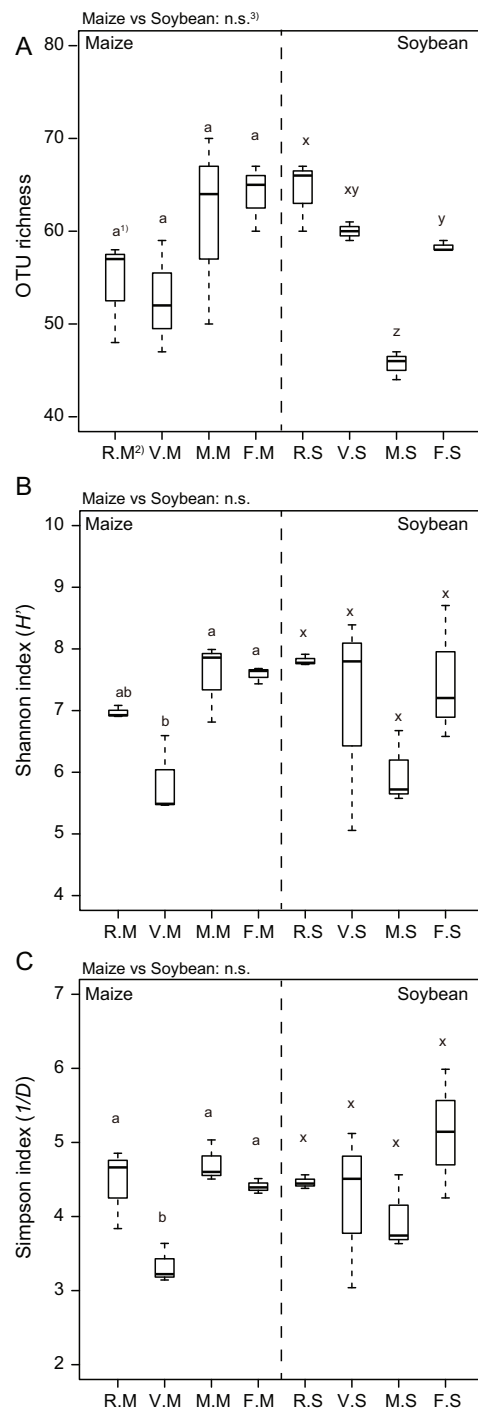 Maize vs Soybean: n.s.3)
A
Maize
Soybean
80
70
60
50
40
OTU richness
a1)
a
a
a
x
xy
z
y
R.M2) V.M M.M F.M R.S V.S M.S F.S
B
Maize vs Soybean: n.s.
Maize
Soybean
10
9
8
7
6
5
4
Shannon index (H')
ab
b
a
a
x
x
x
x
R.M V.M M.M F.M R.S V.S M.S F.S
C
Maize vs Soybean: n.s.
Maize
Soybean
7
6
5
4
3
2
Simpson index (1/D)
a
b
a
a
x
x
x
x
R.M V.M M.M F.M R.S V.S M.S F.S